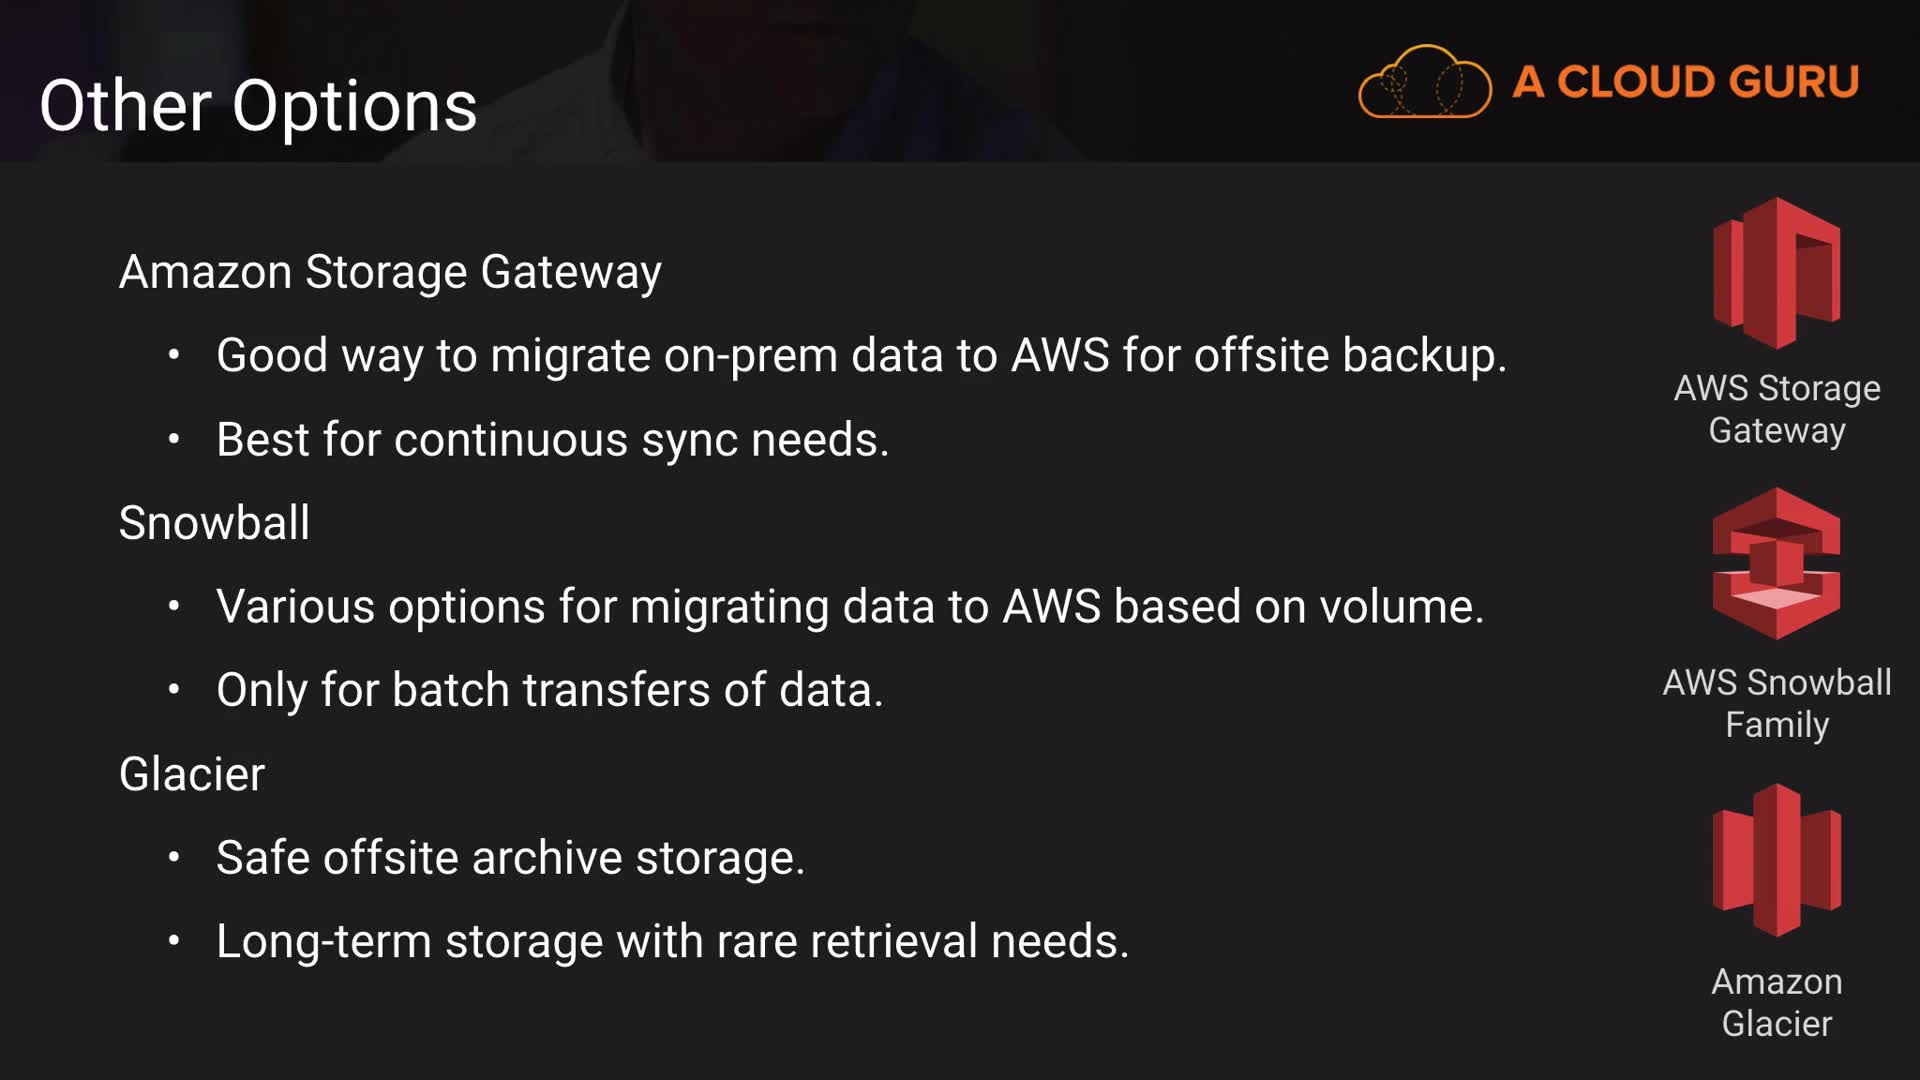 Other Options
A CLOUD GURU
Amazon Storage Gateway
• Good way to migrate on-prem data to AWS for offsite backup.
• Best for continuous sync needs.
Snowball
• Various options for migrating data to AWS based on volume.
• Only for batch transfers of data.
Glacier
• Safe offsite archive storage.
• Long-term storage with rare retrieval needs.
AWS Storage
Gateway
AWS Snowball
Family
Amazon
Glacier